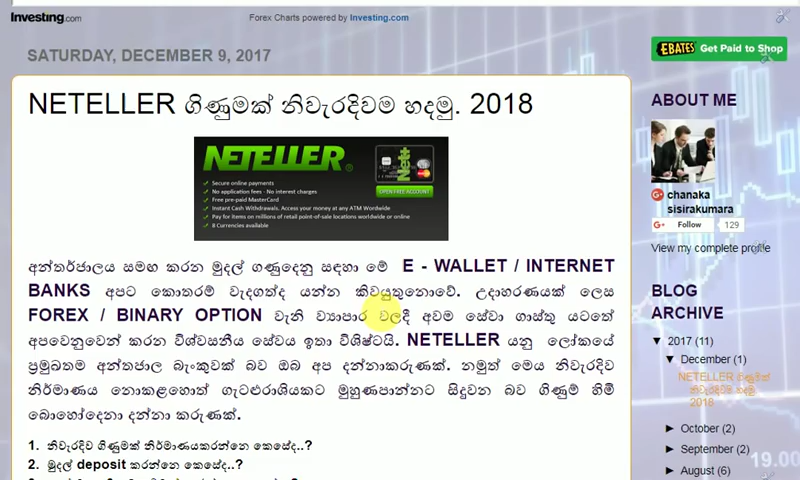 Investing.com
Forex Charts powered by Investing.com
SATURDAY, DECEMBER 9, 2017
NETELLER ගිණුමක් නිවැරදිවම හදමු. 2018
NETELLER®
Secure online payments
No application fees - No interest charges
Free pre-paid MasterCard
Instant Cash Withdrawals. Access your money at any ATM Worldwide
Pay for items on millions of retail point-of-sale locations worldwide or online
8 Currencies available
Net+
MasterCard
OPEN FREE ACCOUNT
අන්තර්ජාලය සමඟ කරන මුදල් ගණුදෙනු සඳහා මේ E - WALLET / INTERNET
BANKS අපට කොතරම් වැදගත්ද යන්න කිවයුතුනොවේ. උදාහරණයක් ලෙස
FOREX / BINARY OPTION වැනි ව්‍යාපාර වලදී අවම සේවා ගාස්තු යටතේ
අපවෙනුවෙන් කරන විශ්වසනීය සේවය ඉතා විශිෂ්ටයි. NETELLER යනු ලෝකයේ
ප්‍රමුඛතම අන්තජාල බැංකුවක් බව ඔබ අප දන්නාකරුණක්. නමුත් මෙය නිවැරදිව
නිර්මාණය නොකළහොත් ගැටළුරාශියකට මුහුණපාන්නට සිදුවන බව ගිණුම් හිමි
බොහෝදෙනා දන්නා කරුණක්.
1. නිවැරදිව ගිණුමක් නිර්මාණයකරන්නෙ කෙසේද..?
2. මුදල් deposit කරන්නෙ කෙසේද..?
EBATES Get Paid to Shop
ABOUT ME
chanaka
sisirakumara
G+ Follow 129
View my complete profile
BLOG
ARCHIVE
▼ 2017 (11)
▼ December (1)
NETELLER ගිණුමක්
නිවැරදිවම හදමු.
2018
► October (2)
► September (2)
► August (6)
19.00